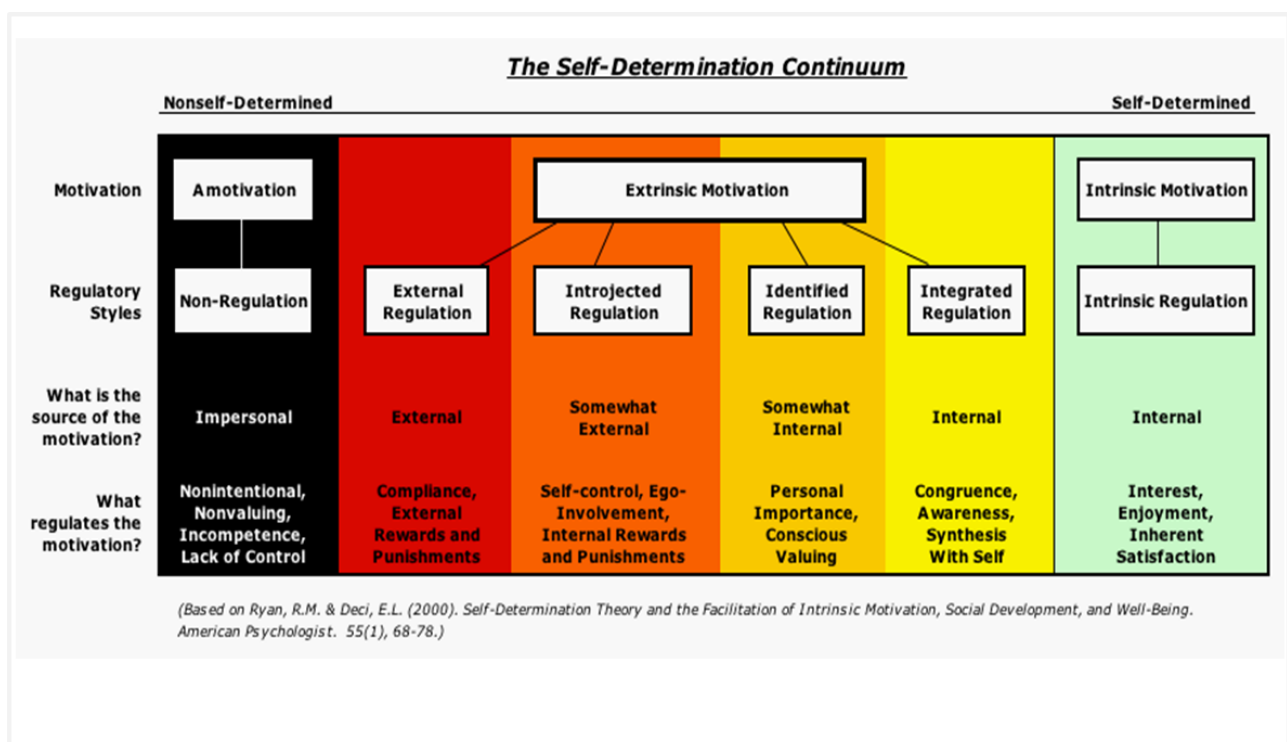 The Self-Determination Continuum
Nonself-Determined
Self-Determined
Motivation
Amotivation
Extrinsic Motivation
Intrinsic Motivation
Regulatory
Styles
Non-Regulation
External
Regulation
Introjected
Regulation
Identified
Regulation
Integrated
Regulation
Intrinsic Regulation
What is the
source of the
motivation?
Impersonal
External
Somewhat
External
Somewhat
Internal
Internal
Internal
What
regulates the
motivation?
Nonintentional,
Nonvaluing,
Incompetence,
Lack of Control
Compliance,
External
Rewards and
Punishments
Self-control, Ego-
Involvement,
Internal Rewards
and Punishments
Personal
Importance,
Conscious
Valuing
Congruence,
Awareness,
Synthesis
With Self
Interest,
Enjoyment,
Inherent
Satisfaction
(Based on Ryan, R.M. & Deci, E.L. (2000). Self-Determination Theory and the Facilitation of Intrinsic Motivation, Social Development, and Well-Being.
American Psychologist. 55(1), 68-78.)